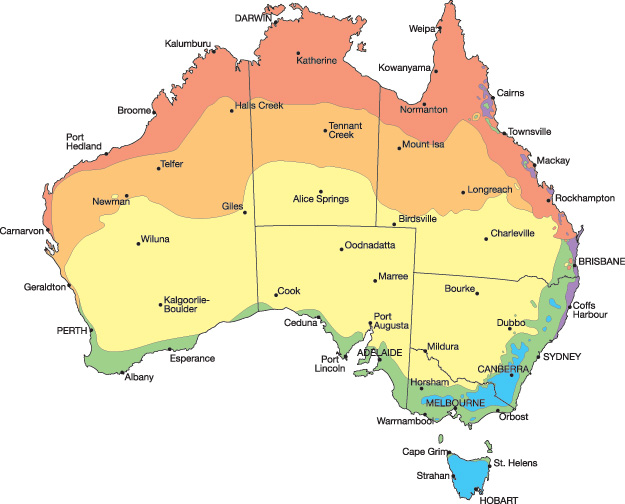 DARWIN
Weipa
Kalumburu
Katherine
Kowanyama
Cairns
Halls Creek
Normanton
Broome
Tennant
Creek
Townsville
Port
Hedland
Mount Isa
Mackay
Telfer
Longreach
Newman
Alice Springs
Rockhampton
Giles
Birdsville
Carnarvon
Wiluna
Charleville
Oodnadatta
BRISBANE
Marree
Geraldton
Cook
Bourke
Kalgoorlie-
Boulder
Coffs
Harbour
Ceduna
Port
Augusta
Dubbo
PERTH
Esperance
Port
Lincoln
ADELAIDE
Mildura
SYDNEY
Albany
CANBERRA
Horsham
MELBOURNE
Warrnambool
Orbost
Cape Grim
St. Helens
Strahan
HOBART